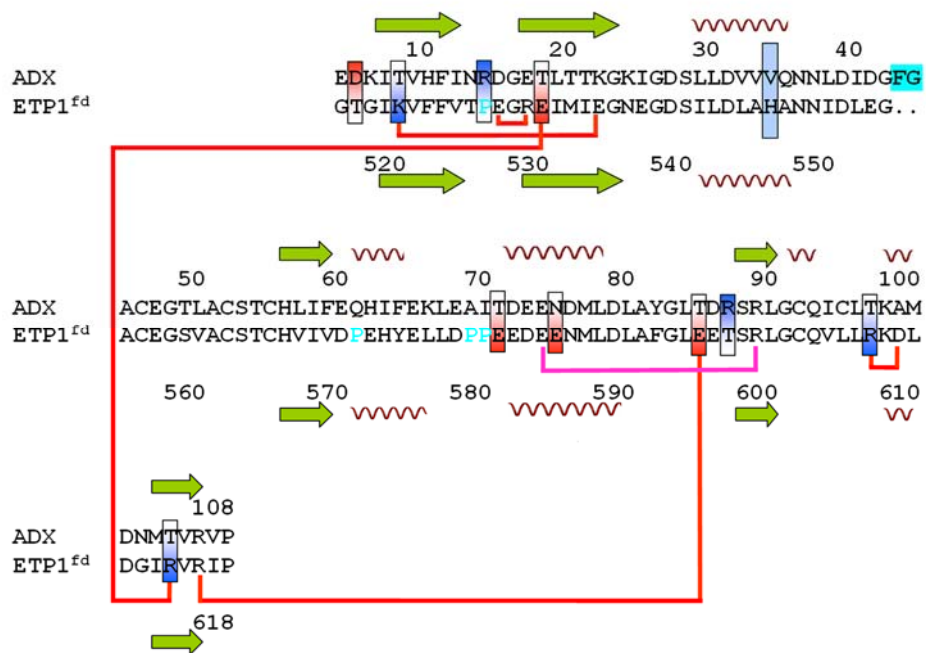 10 20 30 40
ADX EDKITVHFINRDGETLTTKGKIGDSLLDVVVQNNLDIDGFG
ETP1fd GTGIKVFFVTPEGREIMIEGNEGDSILDLAHANNIDLEG..
520 530 540 550
50 60 70 80 90 100
ADX ACEGTLACSTCHLIFEQHIFEKLEAITDEENDMLDLAYGLTDRSRLGCQICLTKAM
ETP1fd ACEGSVACSTCHVIVDPEHYELLDPPEEDEENMLDLAFGLEETSRLGCQVLLRKDL
560 570 580 590 600 610
108
ADX DNMTVRVP
ETP1fd DGIRVRIP
618